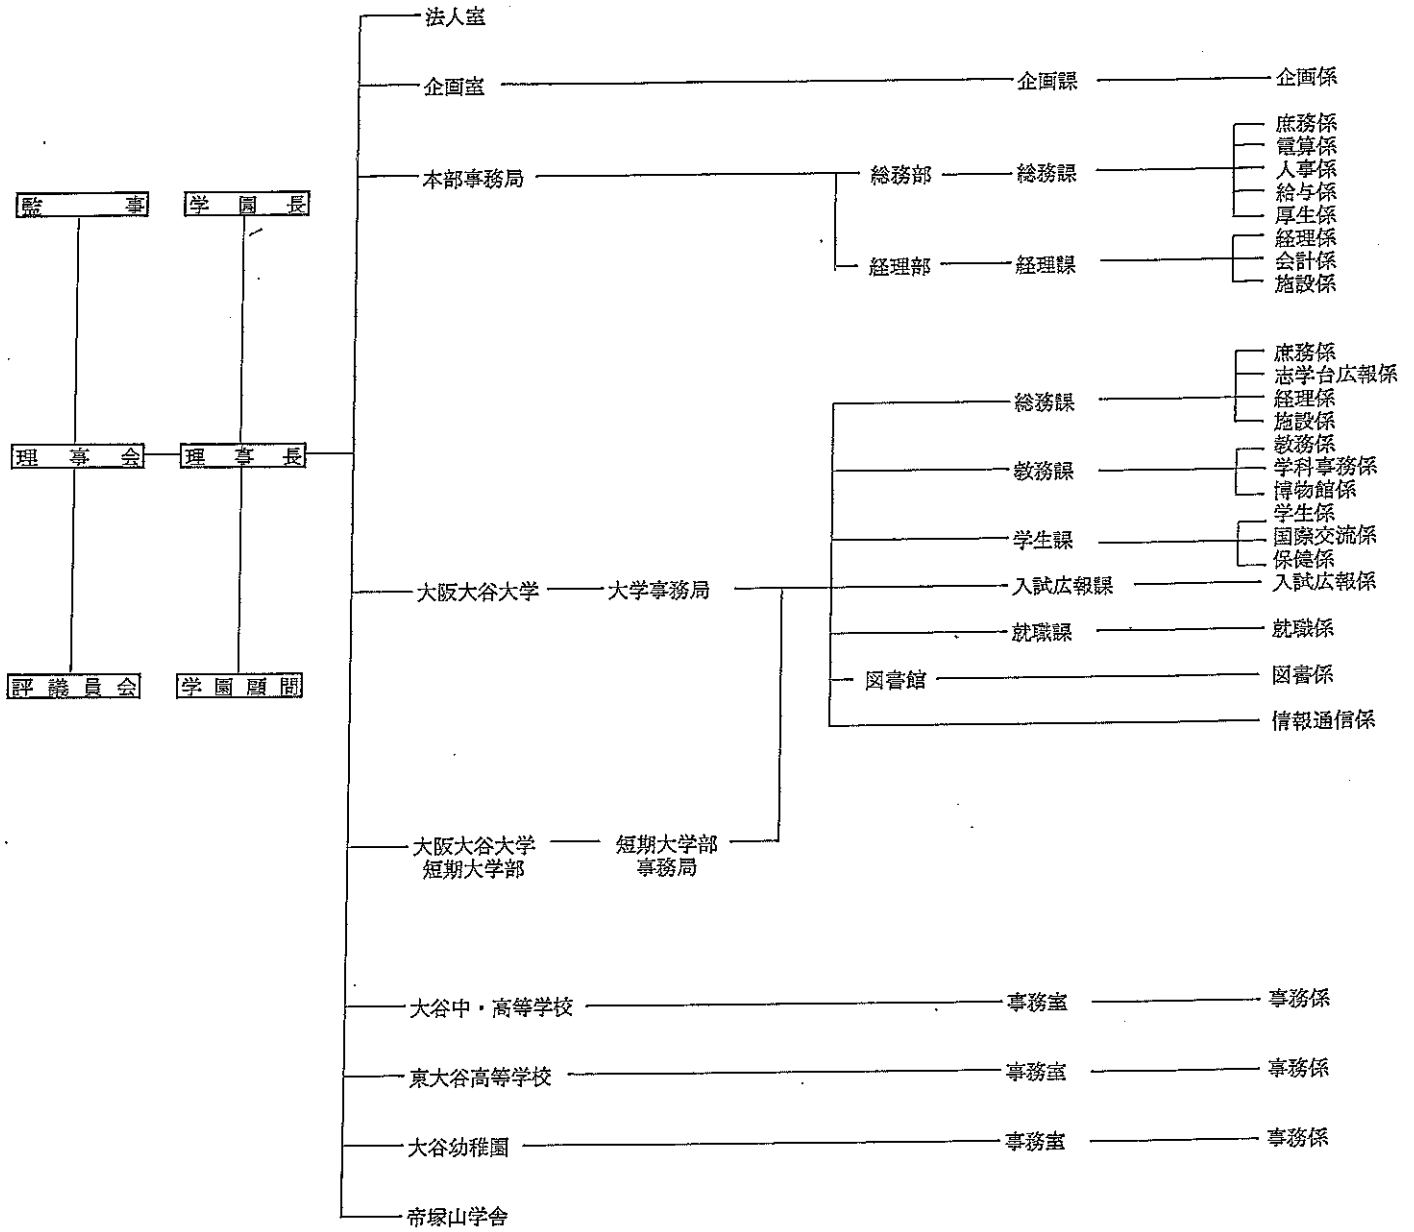 法人室
企画室 企画課 企画係
庶務係
電算係
本部事務局 総務部 総務課 人事係
給与係
厚生係
監事 学園長
経理係
経理部 経理課 会計係
施設係
庶務係
志学台広報係
総務課 経理係
施設係
理事会 理事長
教務係
教務課 学科事務係
博物館係
学生係
学生課 国際交流係
保健係
大阪大谷大学 大学事務局 入試広報課 入試広報係
就職課 就職係
評議員会 学園顧問 図書館 図書係
情報通信係
大阪大谷大学 短期大学部
短期大学部 事務局
大谷中・高等学校 事務室 事務係
東大谷高等学校 事務室 事務係
大谷幼稚園 事務室 事務係
帝塚山学舎